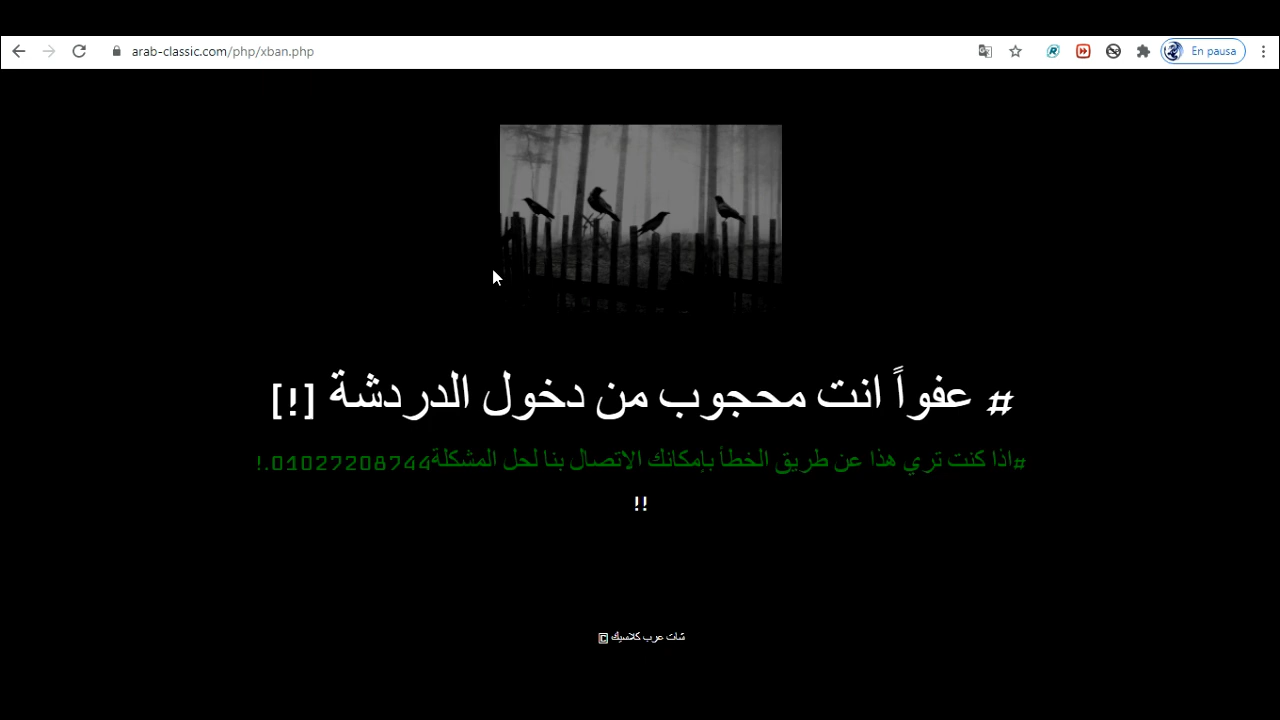 arab-classic.com/php/xban.php
En pausa
# عفواً انت محجوب من دخول الدردشة [!]
#اذا كنت تري هذا عن طريق الخطأ بإمكانك الاتصال بنا لحل المشكلة01027208744.!
!!
شات عرب كلاسيك ©